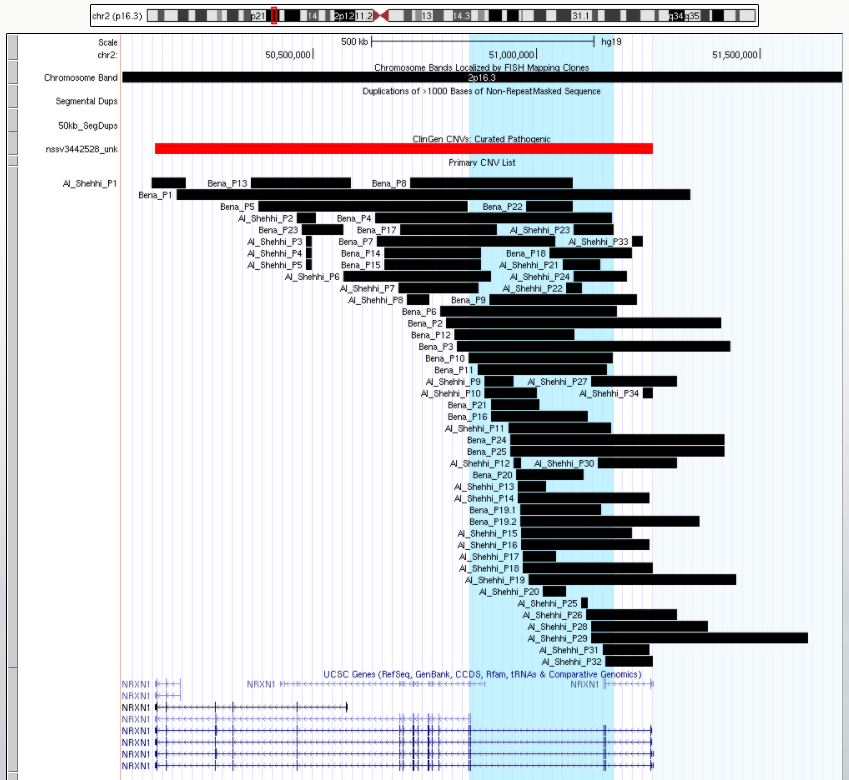 chr2 (p16.3) p21 14 2p12 11.2 13 14.3 31.1 q34 q35
Scale 500 kb hg19
chr2: 50,500,000 51,000,000 51,500,000
Chromosome Bands Localized by FISH Mapping Clones
Chromosome Band 2p16.3
Duplications of >1000 Bases of Non-RepeatMasked Sequence
Segmental Dups
50kb_SegDups
ClinGen CNVs: Curated Pathogenic
nssv3442528_unk
Primary CNV List
Al_Shehhi_P1 Bena_P13 Bena_P8
Bena_P1
Bena_P5 Bena_P22
Al_Shehhi_P2 Bena_P4
Bena_P23 Bena_P17 Al_Shehhi_P23
Al_Shehhi_P3 Bena_P7 Al_Shehhi_P33
Al_Shehhi_P4 Bena_P14 Bena_P18
Al_Shehhi_P5 Bena_P15 Al_Shehhi_P21
Al_Shehhi_P6 Al_Shehhi_P24
Al_Shehhi_P7 Al_Shehhi_P22
Al_Shehhi_P8 Bena_P9
Bena_P6
Bena_P2
Bena_P12
Bena_P3
Bena_P10
Bena_P11
Al_Shehhi_P9 Al_Shehhi_P27
Al_Shehhi_P10 Al_Shehhi_P34
Bena_P21
Bena_P16
Al_Shehhi_P11
Bena_P24
Bena_P25
Al_Shehhi_P12 Al_Shehhi_P30
Bena_P20
Al_Shehhi_P13
Al_Shehhi_P14
Bena_P19.1
Bena_P19.2
Al_Shehhi_P15
Al_Shehhi_P16
Al_Shehhi_P17
Al_Shehhi_P18
Al_Shehhi_P19
Al_Shehhi_P20
Al_Shehhi_P25
Al_Shehhi_P26
Al_Shehhi_P28
Al_Shehhi_P29
Al_Shehhi_P31
Al_Shehhi_P32
UCSC Genes (RefSeq, GenBank, CCDS, Rfam, tRNAs & Comparative Genomics)
NRXN1 NRXN1 NRXN1
NRXN1
NRXN1
NRXN1
NRXN1
NRXN1
NRXN1
NRXN1